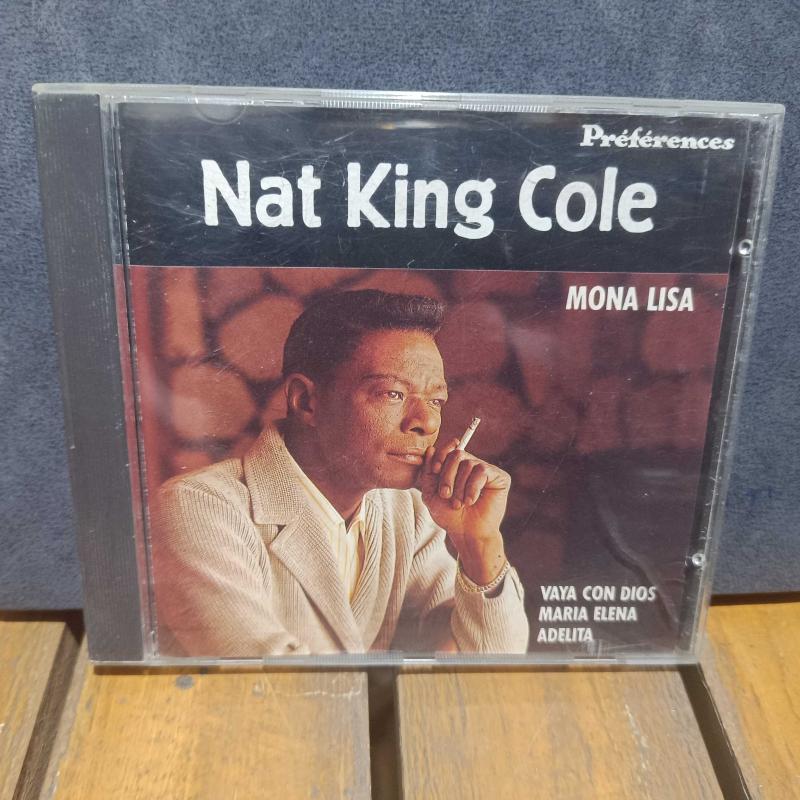 Préférences
Nat King Cole
MONA LISA
VAYA CON DIOS
MARIA ELENA
ADELITA